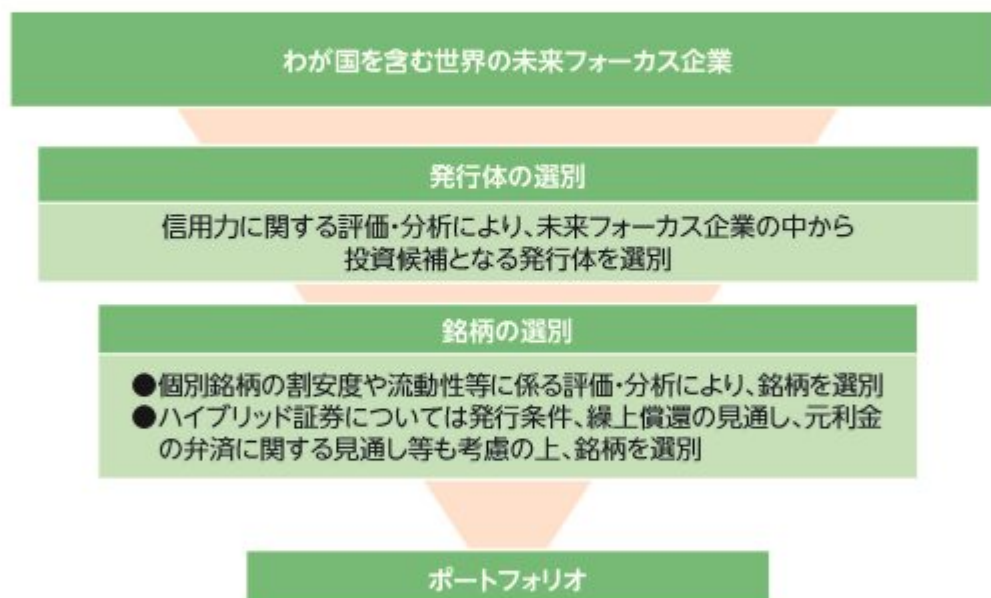 わが国を含む世界の未来フォーカス企業
発行体の選別
信用力に関する評価・分析により、未来フォーカス企業の中から
投資候補となる発行体を選別
銘柄の選別
●個別銘柄の割安度や流動性等に係る評価・分析により、銘柄を選別
●ハイブリッド証券については発行条件、繰上償還の見通し、元利金
の弁済に関する見通し等も考慮の上、銘柄を選別
ポートフォリオ